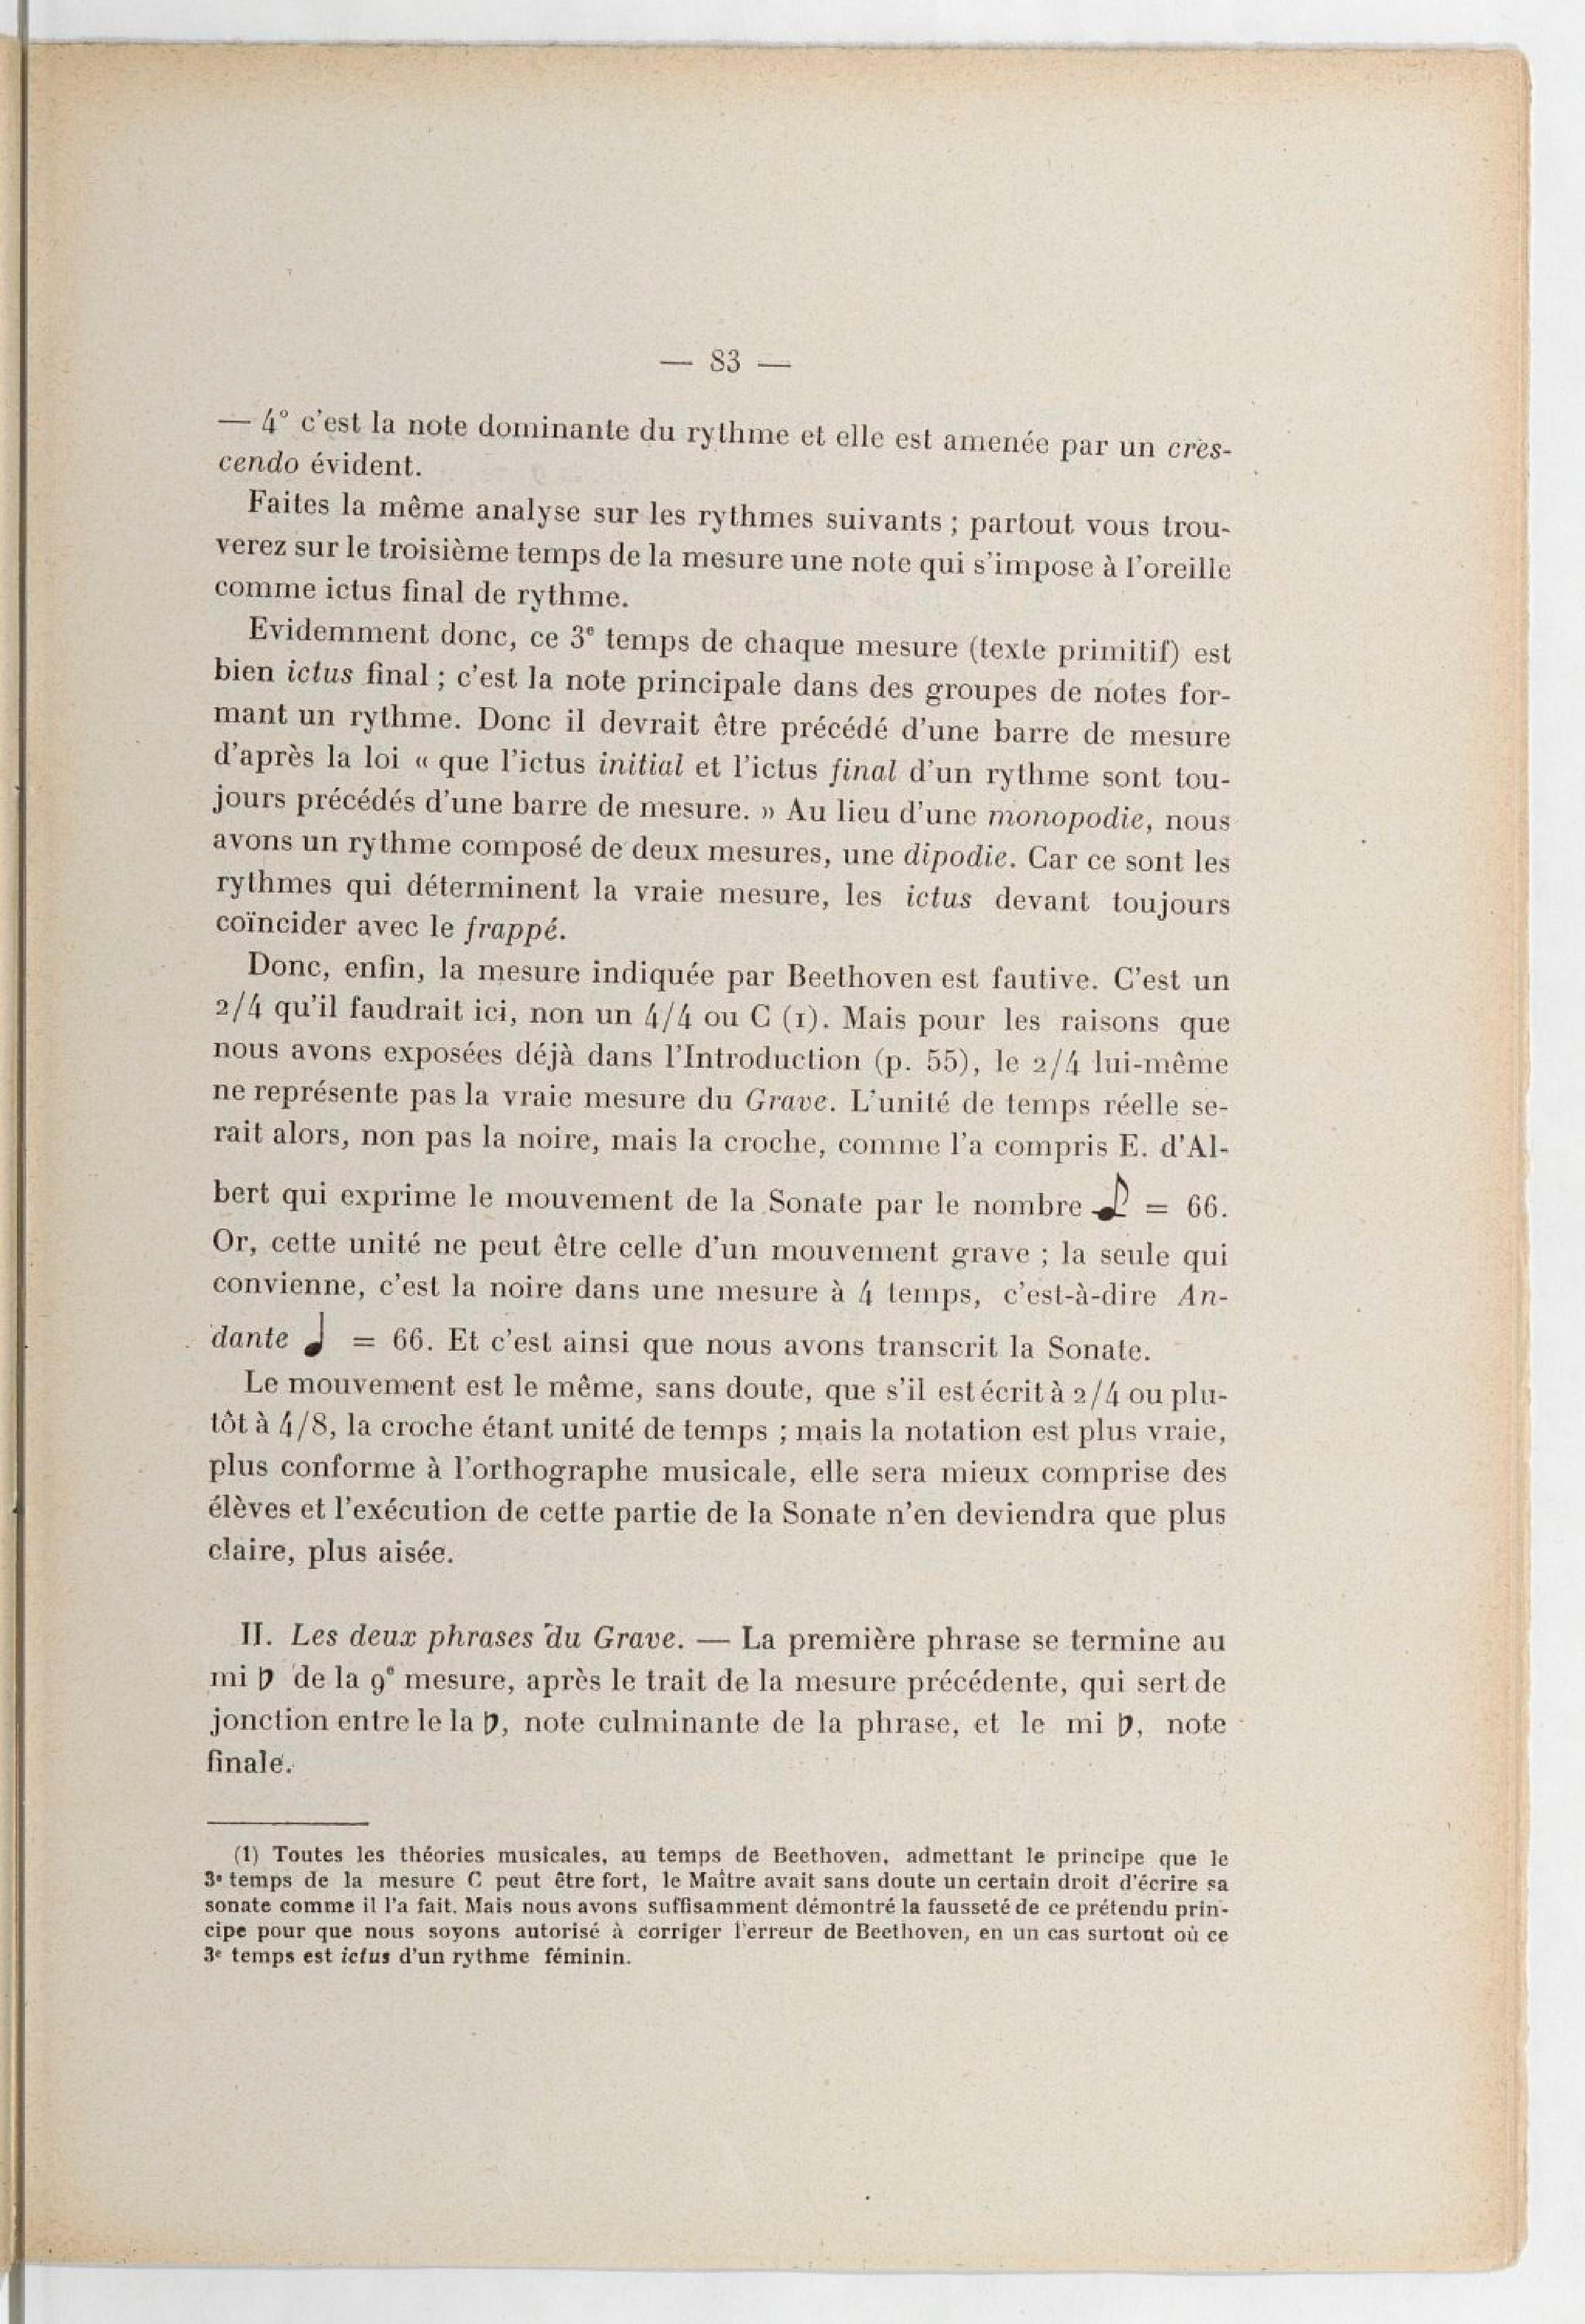 — 83 —
— 4° c'est la note dominante du rythme et elle est amenée par un cres-
cendo évident.
Faites la même analyse sur les rythmes suivants ; partout vous trou-
verez sur le troisième temps de la mesure une note qui s'impose à l'oreille
comme ictus final de rythme.
Evidemment donc, ce 3e temps de chaque mesure (texte primitif) est
bien ictus final ; c'est la note principale dans des groupes de notes for-
mant un rythme. Donc il devrait être précédé d'une barre de mesure
d'après la loi « que l'ictus initial et l'ictus final d'un rythme sont tou-
jours précédés d'une barre de mesure. » Au lieu d'une monopodie, nous
avons un rythme composé de deux mesures, une dipodie. Car ce sont les
rythmes qui déterminent la vraie mesure, les ictus devant toujours
coïncider avec le frappé.
Donc, enfin, la mesure indiquée par Beethoven est fautive. C'est un
2/4 qu'il faudrait ici, non un 4/4 ou C (1). Mais pour les raisons que
nous avons exposées déjà dans l'Introduction (p. 55), le 2/4 lui-même
ne représente pas la vraie mesure du Grave. L'unité de temps réelle se-
rait alors, non pas la noire, mais la croche, comme l'a compris E. d'Al-
bert qui exprime le mouvement de la Sonate par le nombre ♪ = 66.
Or, cette unité ne peut être celle d'un mouvement grave ; la seule qui
convienne, c'est la noire dans une mesure à 4 temps, c'est-à-dire An-
dante ♩ = 66. Et c'est ainsi que nous avons transcrit la Sonate.
Le mouvement est le même, sans doute, que s'il est écrit à 2/4 ou plu-
tôt à 4/8, la croche étant unité de temps ; mais la notation est plus vraie,
plus conforme à l'orthographe musicale, elle sera mieux comprise des
élèves et l'exécution de cette partie de la Sonate n'en deviendra que plus
claire, plus aisée.
II. Les deux phrases du Grave. — La première phrase se termine au
mi ♭ de la 9e mesure, après le trait de la mesure précédente, qui sert de
jonction entre le la ♭, note culminante de la phrase, et le mi ♭, note
finale.
(1) Toutes les théories musicales, au temps de Beethoven, admettant le principe que le
3e temps de la mesure C peut être fort, le Maître avait sans doute un certain droit d'écrire sa
sonate comme il l'a fait. Mais nous avons suffisamment démontré la fausseté de ce prétendu prin-
cipe pour que nous soyons autorisé à corriger l'erreur de Beethoven, en un cas surtout où ce
3e temps est ictus d'un rythme féminin.